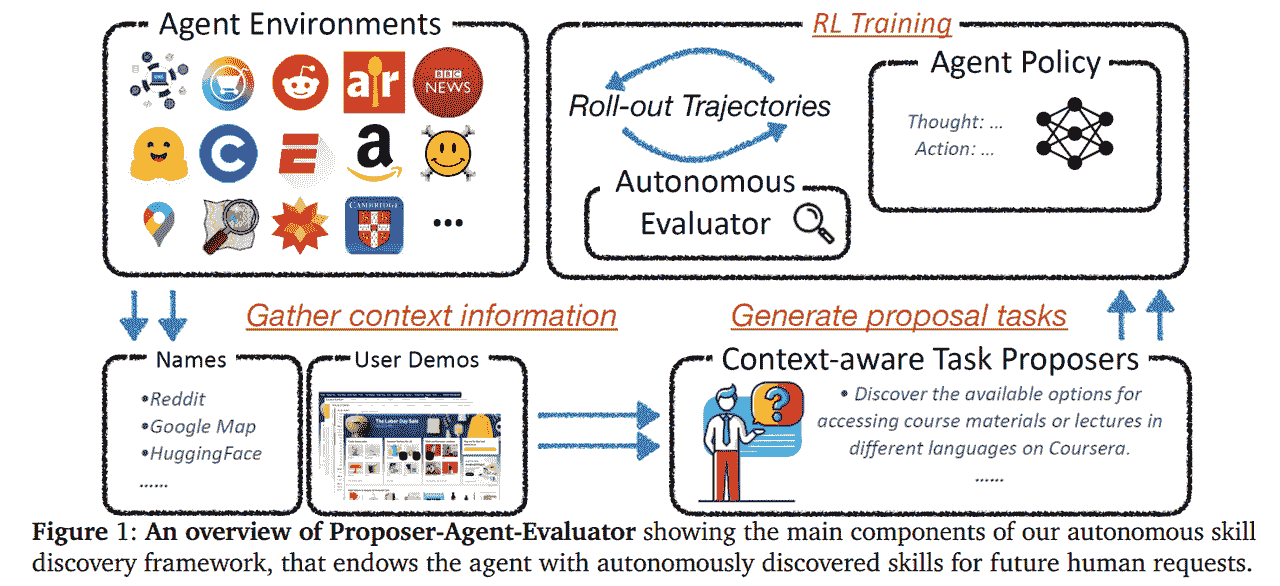 Agent Environments
air
BBC
NEWS
C
E
a
CAMBRIDGE
...
RL Training
Roll-out Trajectories
Autonomous
Evaluator
Agent Policy
Thought: ...
Action: ...
Gather context information
Generate proposal tasks
Names
•Reddit
•Google Map
•HuggingFace
......
User Demos
Context-aware Task Proposers
?
• Discover the available options for
accessing course materials or lectures in
different languages on Coursera.
......
Figure 1: An overview of Proposer-Agent-Evaluator showing the main components of our autonomous skill
discovery framework, that endows the agent with autonomously discovered skills for future human requests.